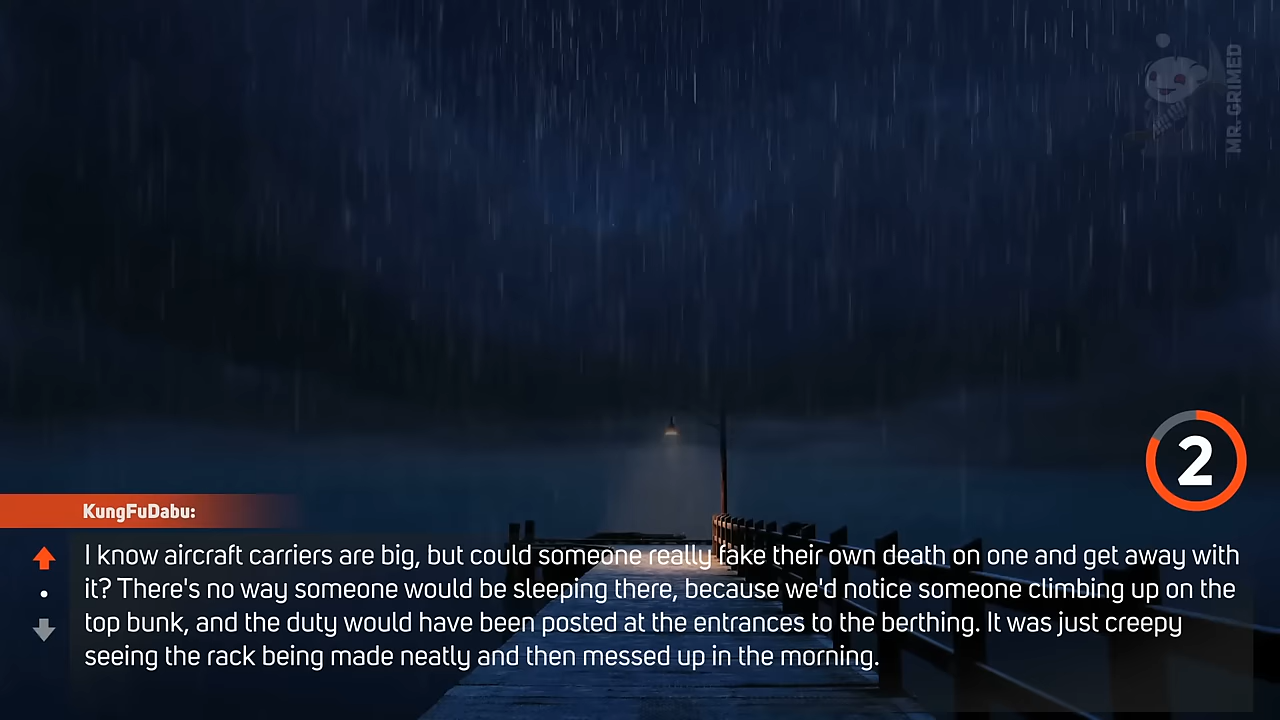 MR. GRIMED
2
KungFuDabu:
I know aircraft carriers are big, but could someone really fake their own death on one and get away with
it? There's no way someone would be sleeping there, because we'd notice someone climbing up on the
top bunk, and the duty would have been posted at the entrances to the berthing. It was just creepy
seeing the rack being made neatly and then messed up in the morning.